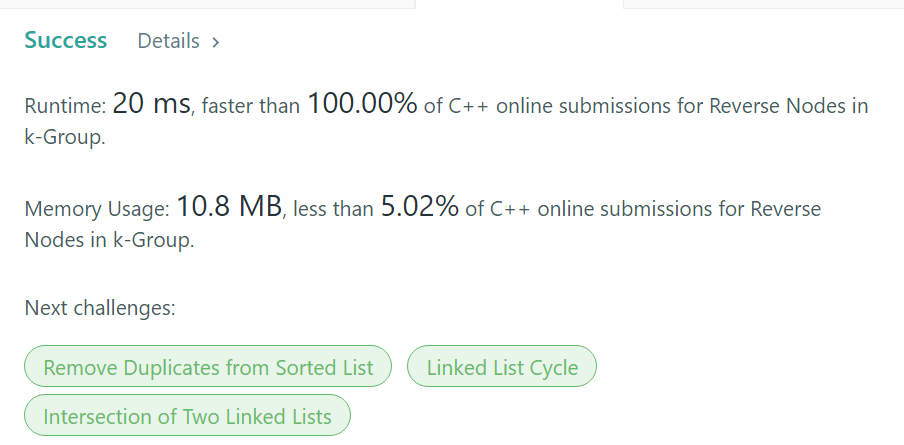 Success Details >
Runtime: 20 ms, faster than 100.00% of C++ online submissions for Reverse Nodes in
k-Group.
Memory Usage: 10.8 MB, less than 5.02% of C++ online submissions for Reverse
Nodes in k-Group.
Next challenges:
Remove Duplicates from Sorted List Linked List Cycle
Intersection of Two Linked Lists